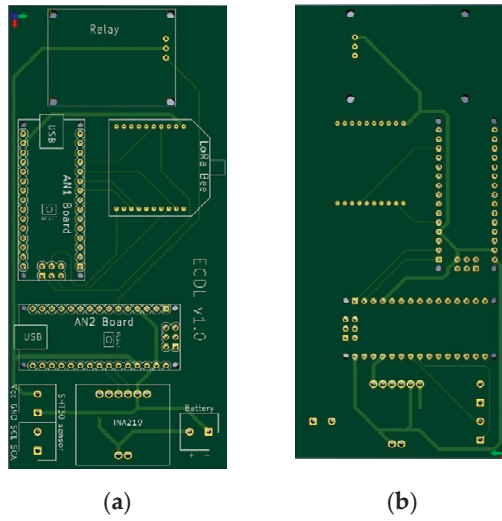 Relay
USB
AN1 Board
LoRa Bee
ECDL v1.0
AN2 Board
USB
Vcc GND SCL SCA
SHT30 sensor
INA219
Battery
+ -
(a)
(b)